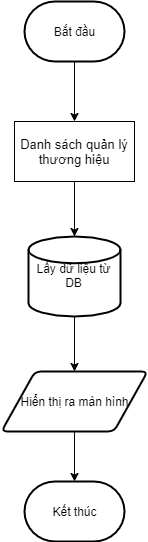 Bắt đầu
Danh sách quản lý
thương hiệu
Lấy dữ liệu từ
DB
Hiển thị ra màn hình
Kết thúc